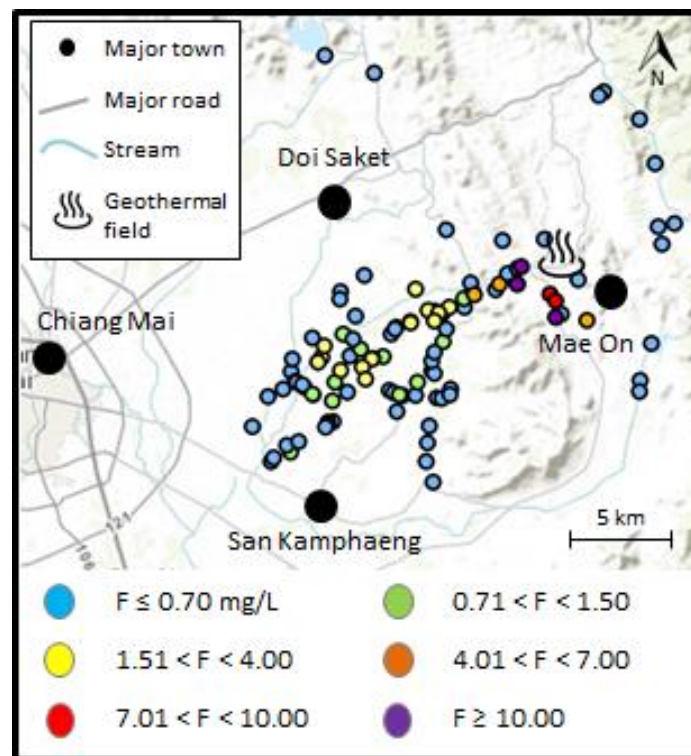 Major town
Major road
Stream
Geothermal
field
N
Doi Saket
Chiang Mai
Mae On
San Kamphaeng
121
106
5 km
F ≤ 0.70 mg/L
0.71 < F < 1.50
1.51 < F < 4.00
4.01 < F < 7.00
7.01 < F < 10.00
F ≥ 10.00